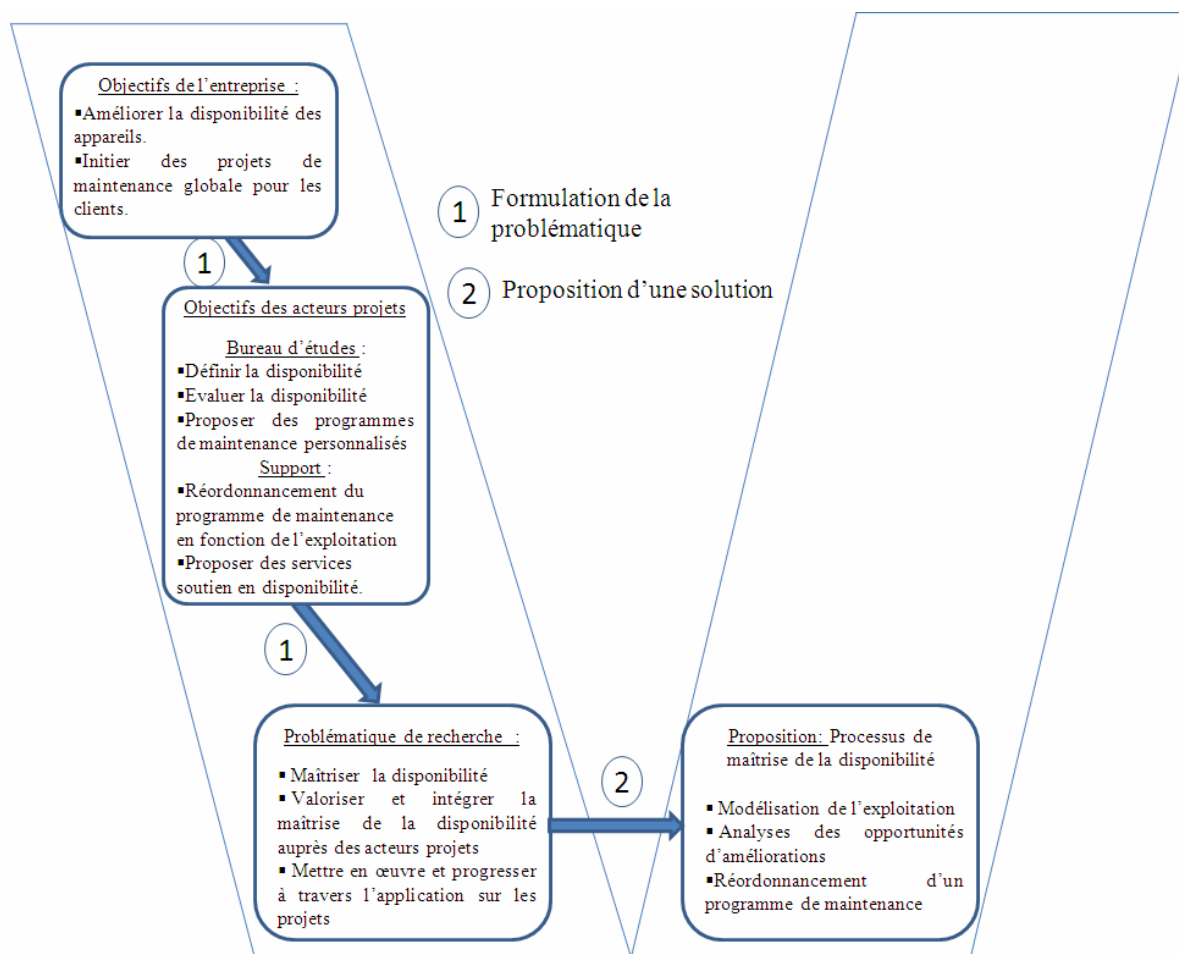 Objectifs de l'entreprise :
▪Améliorer la disponibilité des
appareils.
▪Initier des projets de
maintenance globale pour les
clients.
1
Formulation de la
problématique
1
2
Proposition d'une solution
Objectifs des acteurs projets
Bureau d'études :
▪Définir la disponibilité
▪Evaluer la disponibilité
▪Proposer des programmes
de maintenance personnalisés
Support :
▪Réordonnancement du
programme de maintenance
en fonction de l'exploitation
▪Proposer des services
soutien en disponibilité.
1
Problématique de recherche :
▪ Maîtriser la disponibilité
▪ Valoriser et intégrer la
maîtrise de la disponibilité
auprès des acteurs projets
▪ Mettre en œuvre et progresser
à travers l'application sur les
projets
2
Proposition: Processus de
maîtrise de la disponibilité
▪ Modélisation de l'exploitation
▪ Analyses des opportunités
d'améliorations
▪Réordonnancement d'un
programme de maintenance